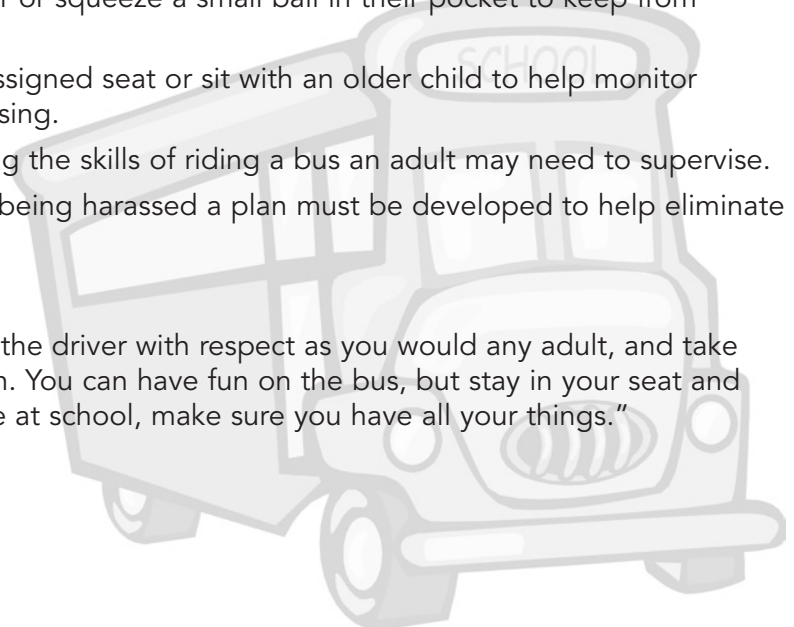 or squeeze a small ball in their pocket to keep from
SCHOOL
ssigned seat or sit with an older child to help monitor
sing.
g the skills of riding a bus an adult may need to supervise.
being harassed a plan must be developed to help eliminate
the driver with respect as you would any adult, and take
n. You can have fun on the bus, but stay in your seat and
e at school, make sure you have all your things.”